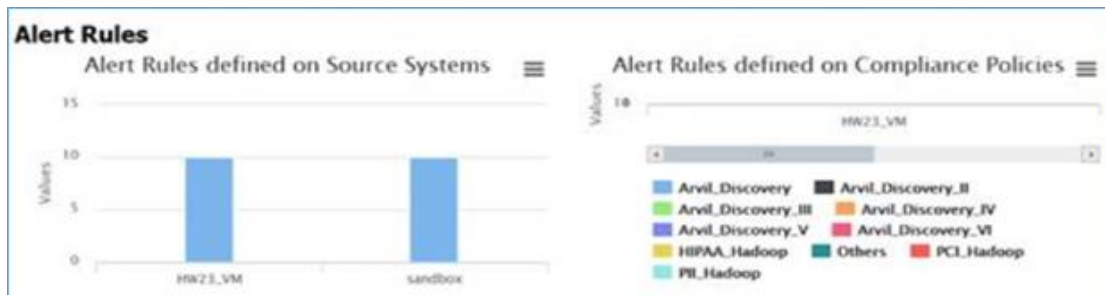 Alert Rules
Alert Rules defined on Source Systems
15
10
5
0
Values
HW23_VM
sandbox
Alert Rules defined on Compliance Policies
Values
HW23_VM
Arvil_Discovery
Arvil_Discovery_II
Arvil_Discovery_III
Arvil_Discovery_IV
Arvil_Discovery_V
Arvil_Discovery_VI
HIPAA_Hadoop
Others
PCI_Hadoop
PII_Hadoop